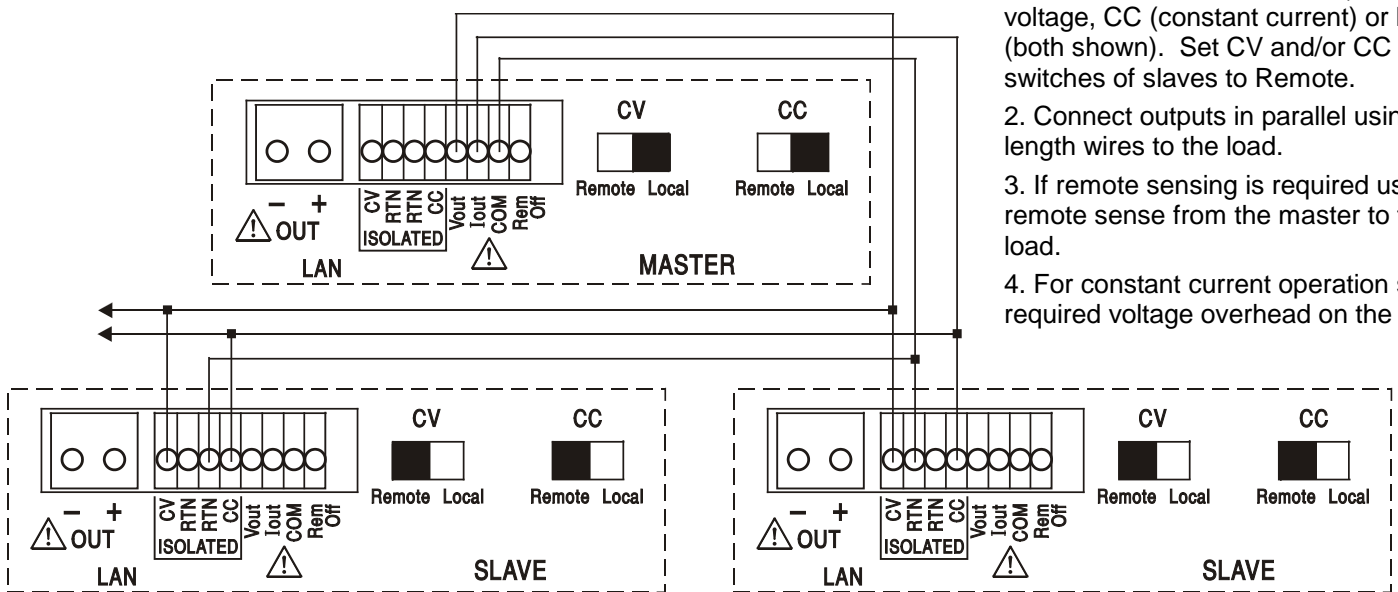 voltage, CC (constant current) or
(both shown). Set CV and/or CC
switches of slaves to Remote.
2. Connect outputs in parallel
length wires to the load.
3. If remote sensing is required
remote sense from the master to
load.
4. For constant current operation
required voltage overhead on the
CV CC
Remote Local Remote Local
- + CV RTN RTN CC Vout Iout COM Rem Off
OUT ISOLATED
LAN MASTER
CV CC
Remote Local Remote Local
- + CV RTN RTN CC Vout Iout COM Rem Off
OUT ISOLATED
LAN SLAVE
CV CC
Remote Local Remote Local
- + CV RTN RTN CC Vout Iout COM Rem Off
OUT ISOLATED
LAN SLAVE